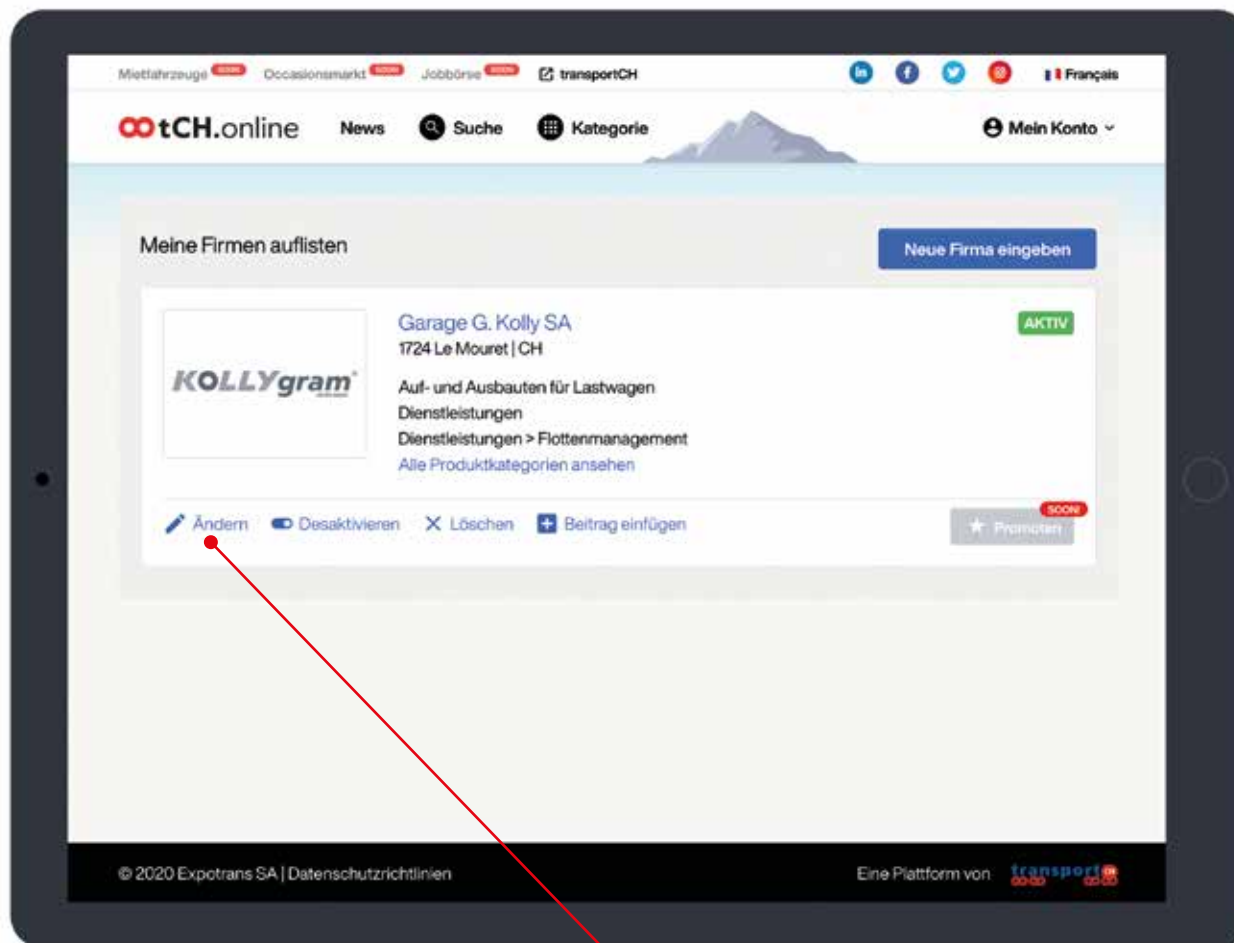 Mietfahrzeuge SOON! Occasionsmarkt SOON! Jobbörse SOON! transportCH Français
tCH.online News Suche Kategorie Mein Konto
Meine Firmen auflisten Neue Firma eingeben
Garage G. Kolly SA AKTIV
1724 Le Mouret | CH
KOLLYgram
Auf- und Ausbauten für Lastwagen
Dienstleistungen
Dienstleistungen > Flottenmanagement
Alle Produktkategorien ansehen
Ändern Desaktivieren Löschen Beitrag einfügen Promoten SOON!
© 2020 Expotrans SA | Datenschutzrichtlinien Eine Plattform von transportCH